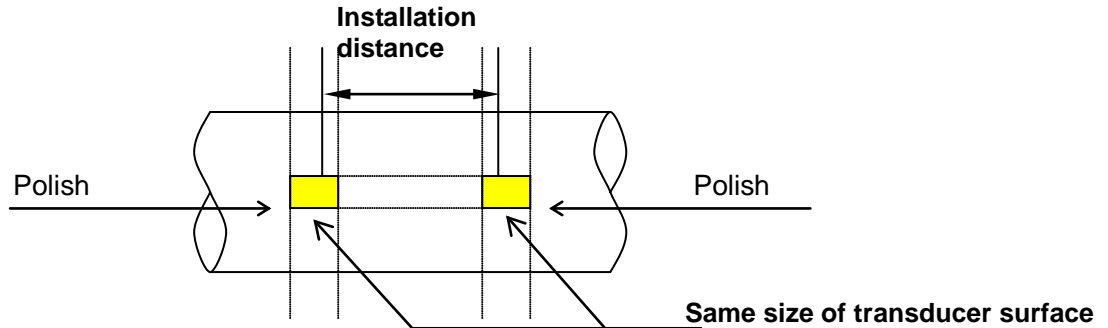 Installation
distance
Polish
Polish
Same size of transducer surface